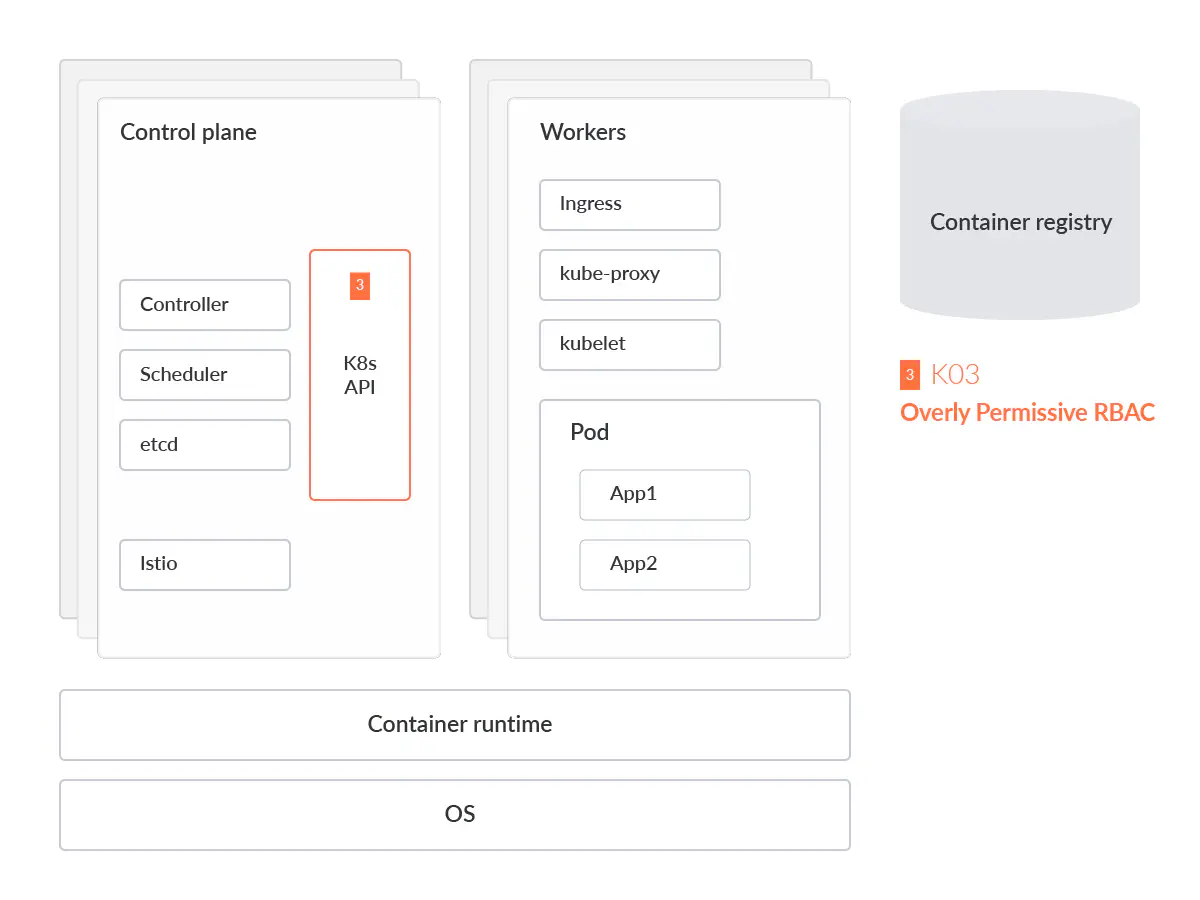 Control plane
Controller
Scheduler
etcd
Istio
3
K8s
API
Workers
Ingress
kube-proxy
kubelet
Pod
App1
App2
Container registry
3 K03
Overly Permissive RBAC
Container runtime
OS